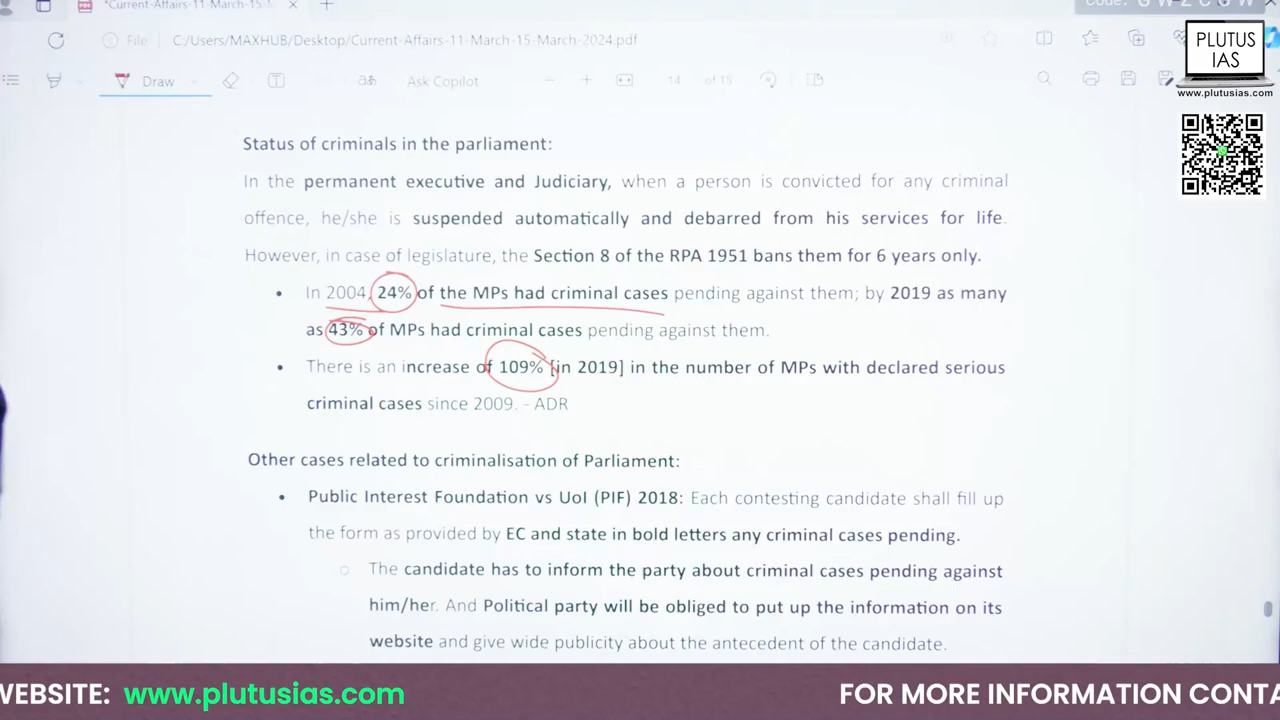 *Current-Affairs-11-March-15-M
File C:/Users/MAXHUB/Desktop/Current-Affairs-11-March-15-March-2024.pdf
Draw Ask Copilot 14 of 15
PLUTUS
IAS
www.plutusias.com
Status of criminals in the parliament:
In the permanent executive and Judiciary, when a person is convicted for any criminal
offence, he/she is suspended automatically and debarred from his services for life.
However, in case of legislature, the Section 8 of the RPA 1951 bans them for 6 years only.
• In 2004, 24% of the MPs had criminal cases pending against them; by 2019 as many
as 43% of MPs had criminal cases pending against them.
• There is an increase of 109% [in 2019] in the number of MPs with declared serious
criminal cases since 2009. - ADR
Other cases related to criminalisation of Parliament:
• Public Interest Foundation vs UoI (PIF) 2018: Each contesting candidate shall fill up
the form as provided by EC and state in bold letters any criminal cases pending.
○ The candidate has to inform the party about criminal cases pending against
him/her. And Political party will be obliged to put up the information on its
website and give wide publicity about the antecedent of the candidate.
WEBSITE: www.plutusias.com FOR MORE INFORMATION CONTA